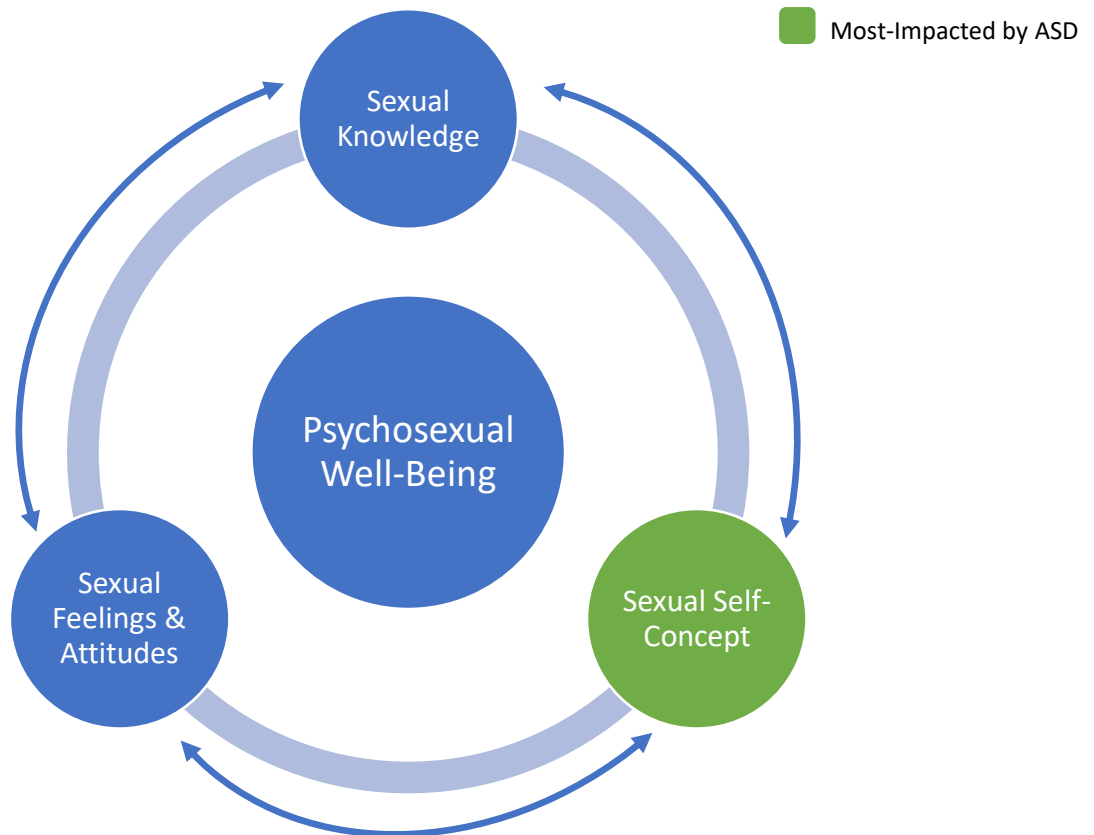 Most-Impacted by ASD
Sexual
Knowledge
Psychosexual
Well-Being
Sexual
Feelings &
Attitudes
Sexual Self-
Concept